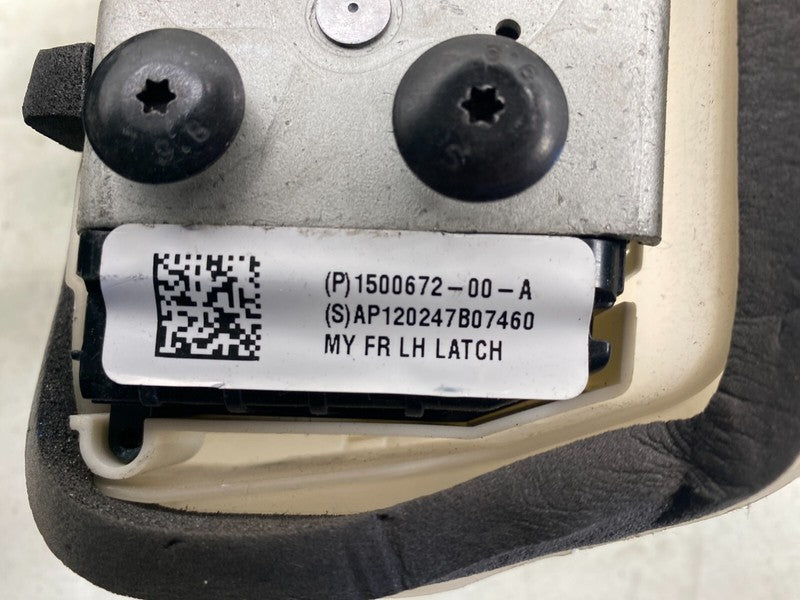 (P)1500672-00-A
(S)AP120247B07460
MY FR LH LATCH